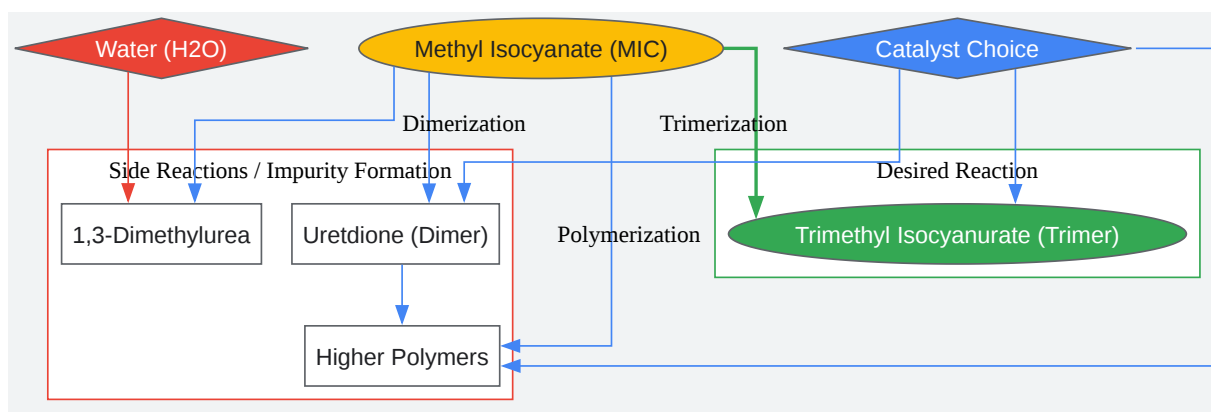 Water (H2O)
Methyl Isocyanate (MIC)
Catalyst Choice
Dimerization
Trimerization
Side Reactions / Impurity Formation
Desired Reaction
1,3-Dimethylurea
Uretdione (Dimer)
Polymerization
Trimethyl Isocyanurate (Trimer)
Higher Polymers